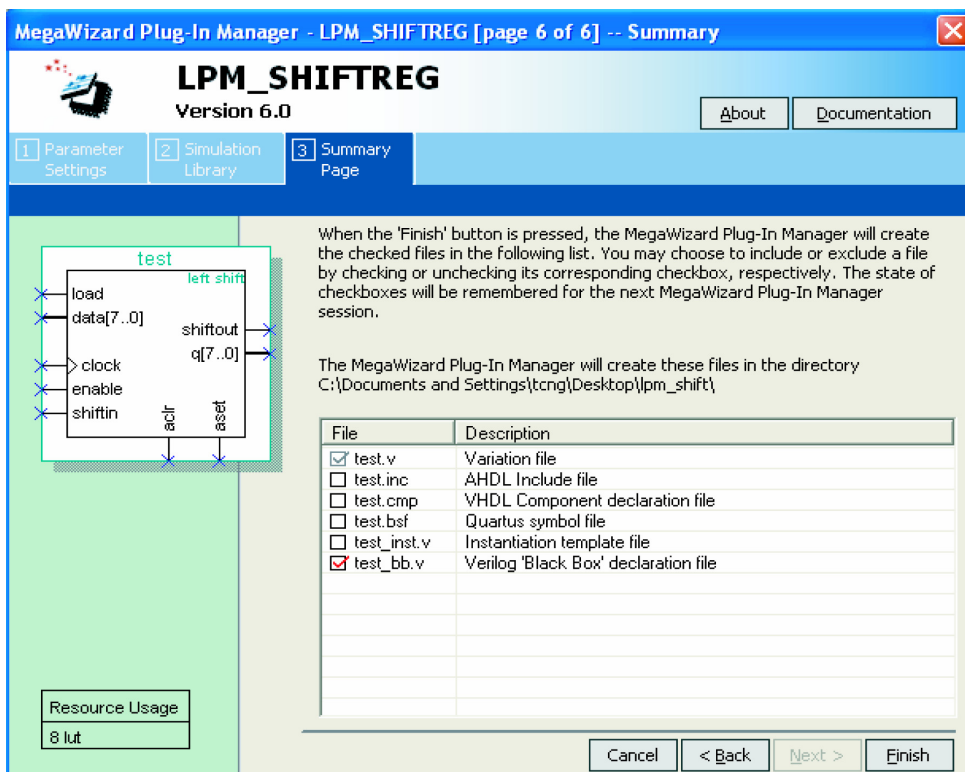 MegaWizard Plug-In Manager - LPM_SHIFTREG [page 6 of 6] -- Summary
LPM_SHIFTREG
Version 6.0
About
Documentation
1 Parameter
Settings
2 Simulation
Library
3 Summary
Page
test
left shift
load
data[7..0]
shiftout
q[7..0]
clock
enable
shiftin
aclr
aset
Resource Usage
8 lut
When the 'Finish' button is pressed, the MegaWizard Plug-In Manager will create
the checked files in the following list. You may choose to include or exclude a file
by checking or unchecking its corresponding checkbox, respectively. The state of
checkboxes will be remembered for the next MegaWizard Plug-In Manager
session.
The MegaWizard Plug-In Manager will create these files in the directory
C:\Documents and Settings\tcng\Desktop\lpm_shift\
File Description
test.v Variation file
test.inc AHDL Include file
test.cmp VHDL Component declaration file
test.bsf Quartus symbol file
test_inst.v Instantiation template file
test_bb.v Verilog 'Black Box' declaration file
Cancel
< Back
Next >
Finish